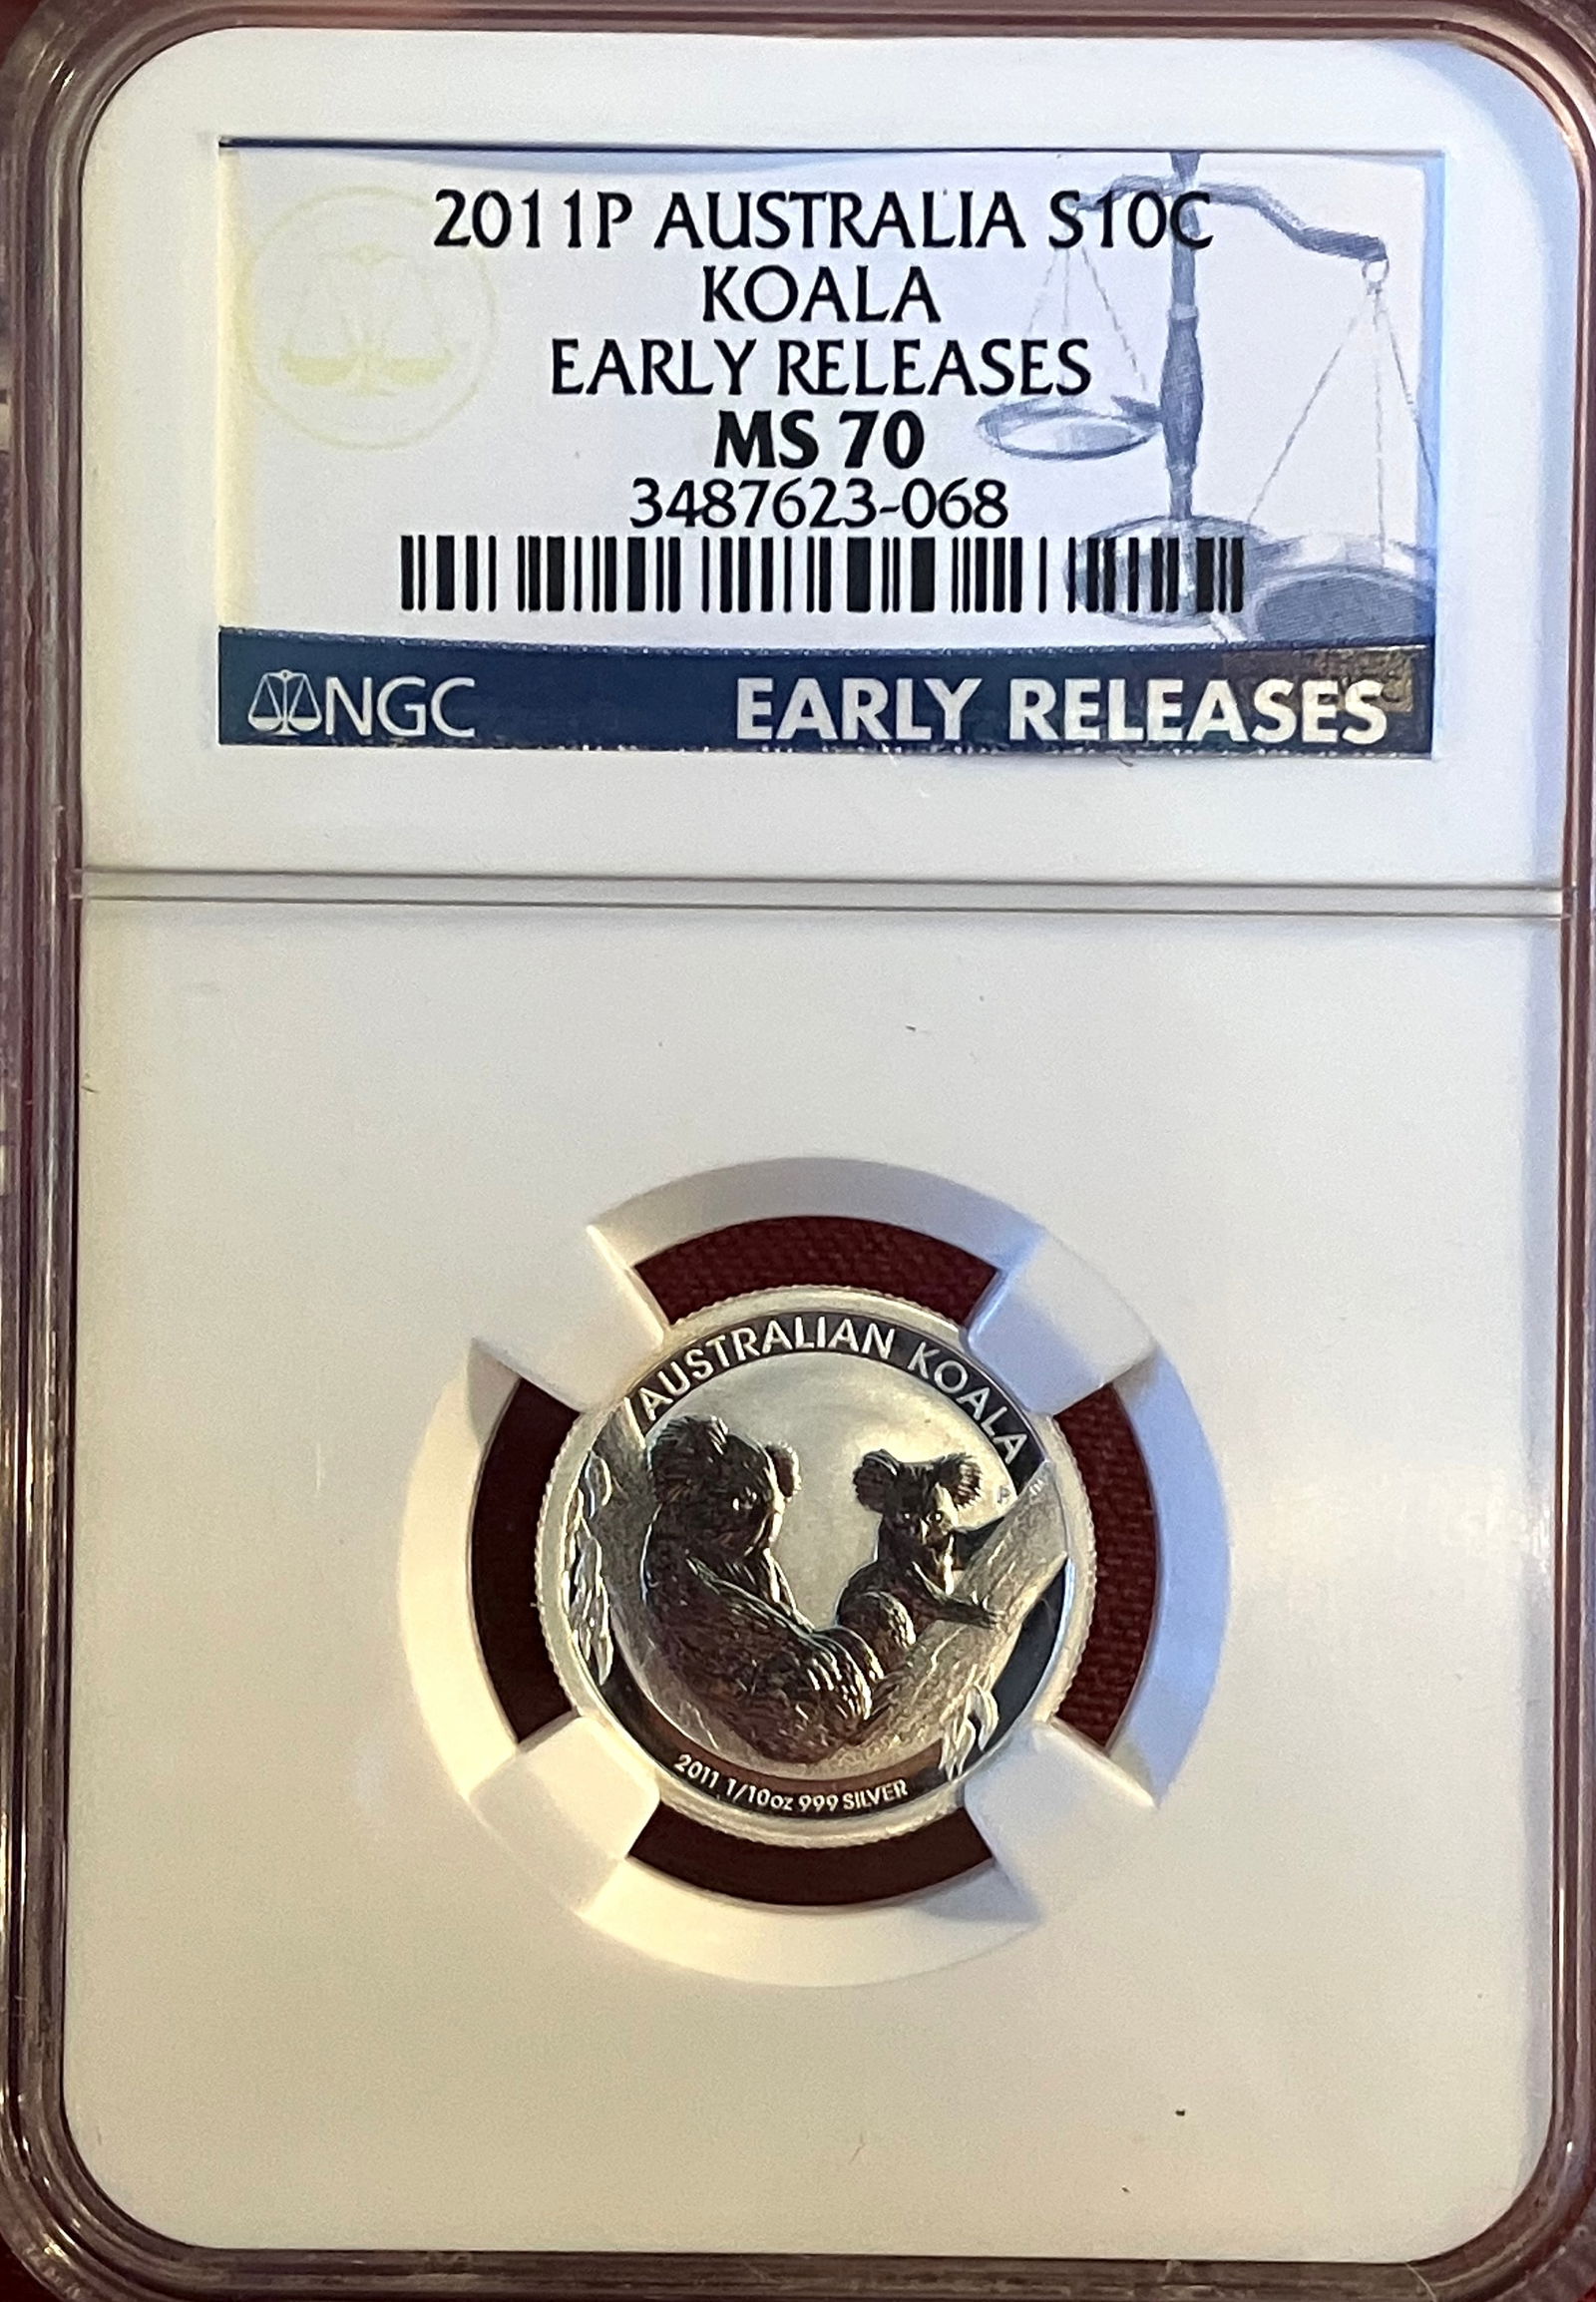 2011P AUSTRALIA S10C
KOALA
EARLY RELEASES
MS 70
3487623-068
NGC EARLY RELEASES
AUSTRALIAN KOALA
P
2011 1/10oz 999 SILVER